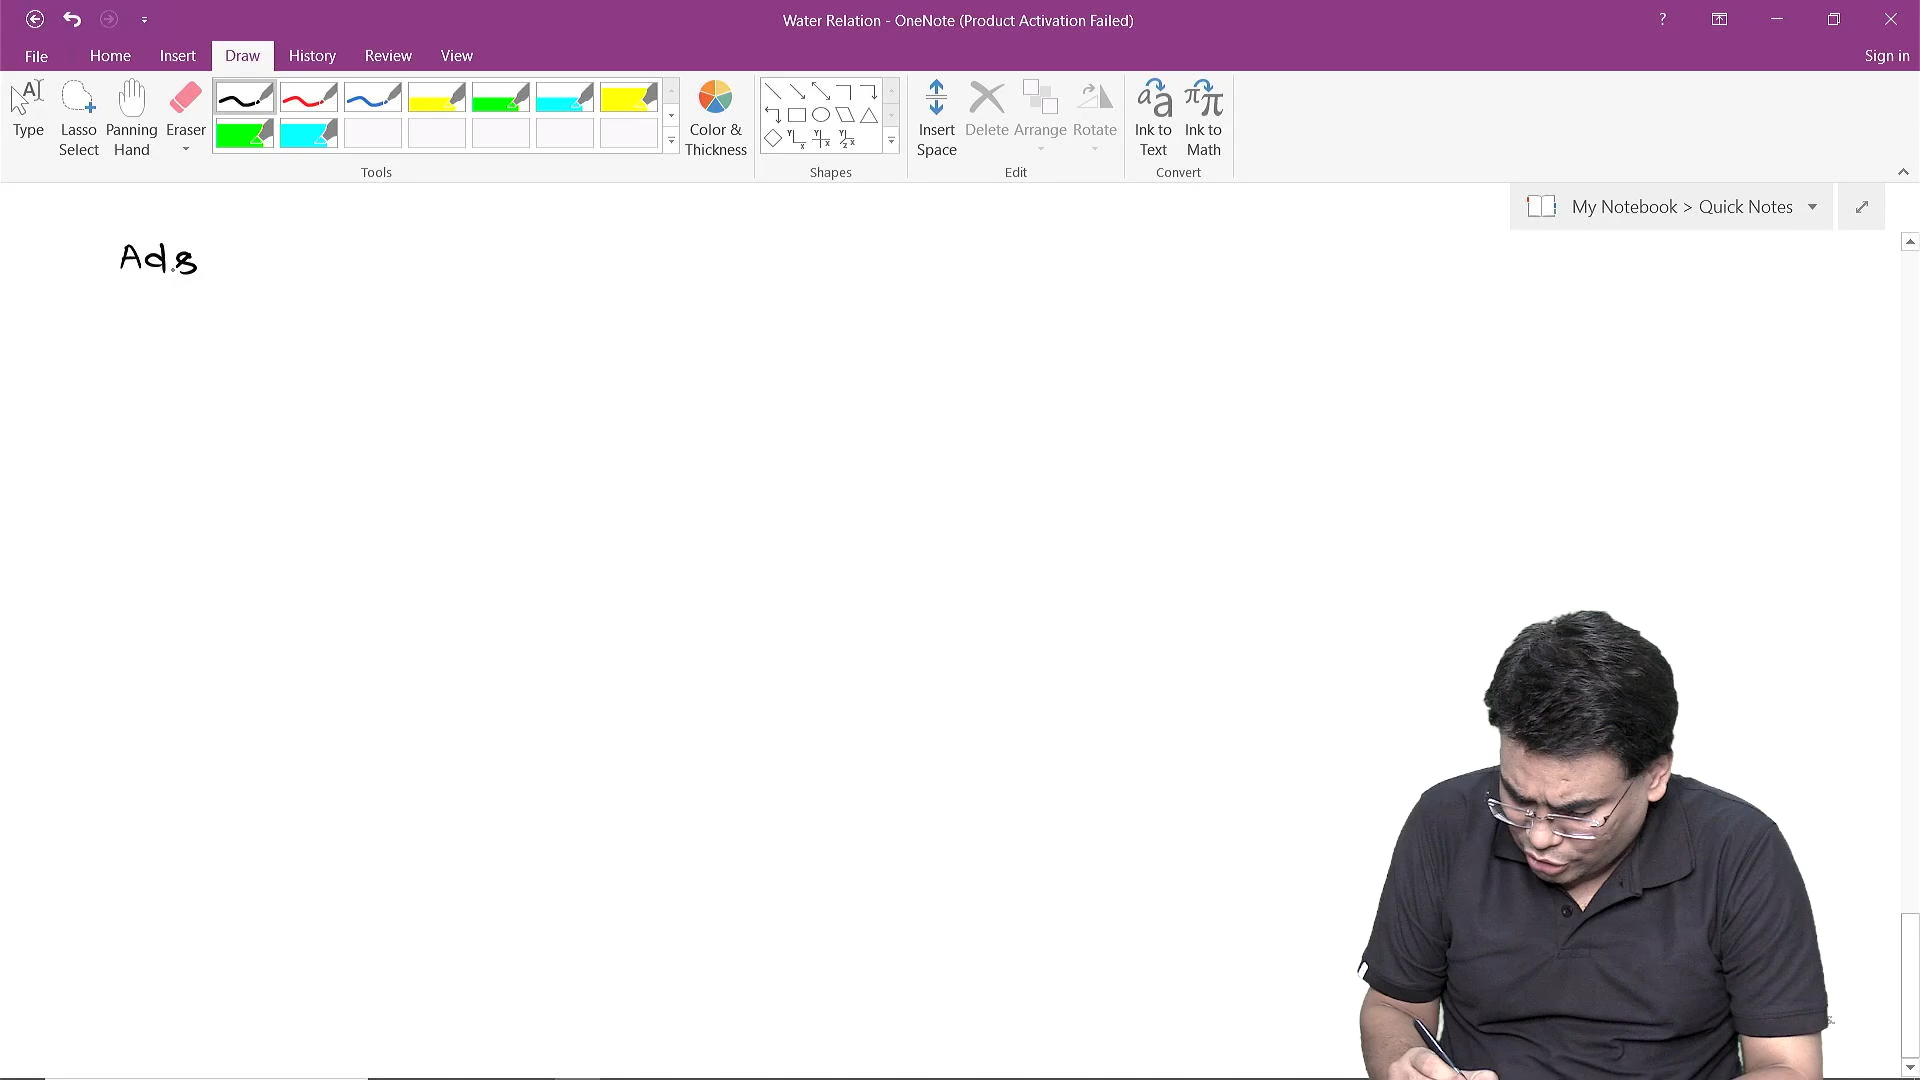 Water Relation - OneNote (Product Activation Failed)
?
File
Home
Insert
Draw
History
Review
View
Sign in
Type
Lasso Select
Panning Hand
Eraser
Color & Thickness
Insert Space
Delete
Arrange
Rotate
Ink to Text
Ink to Math
Tools
Shapes
Edit
Convert
My Notebook > Quick Notes
Ads